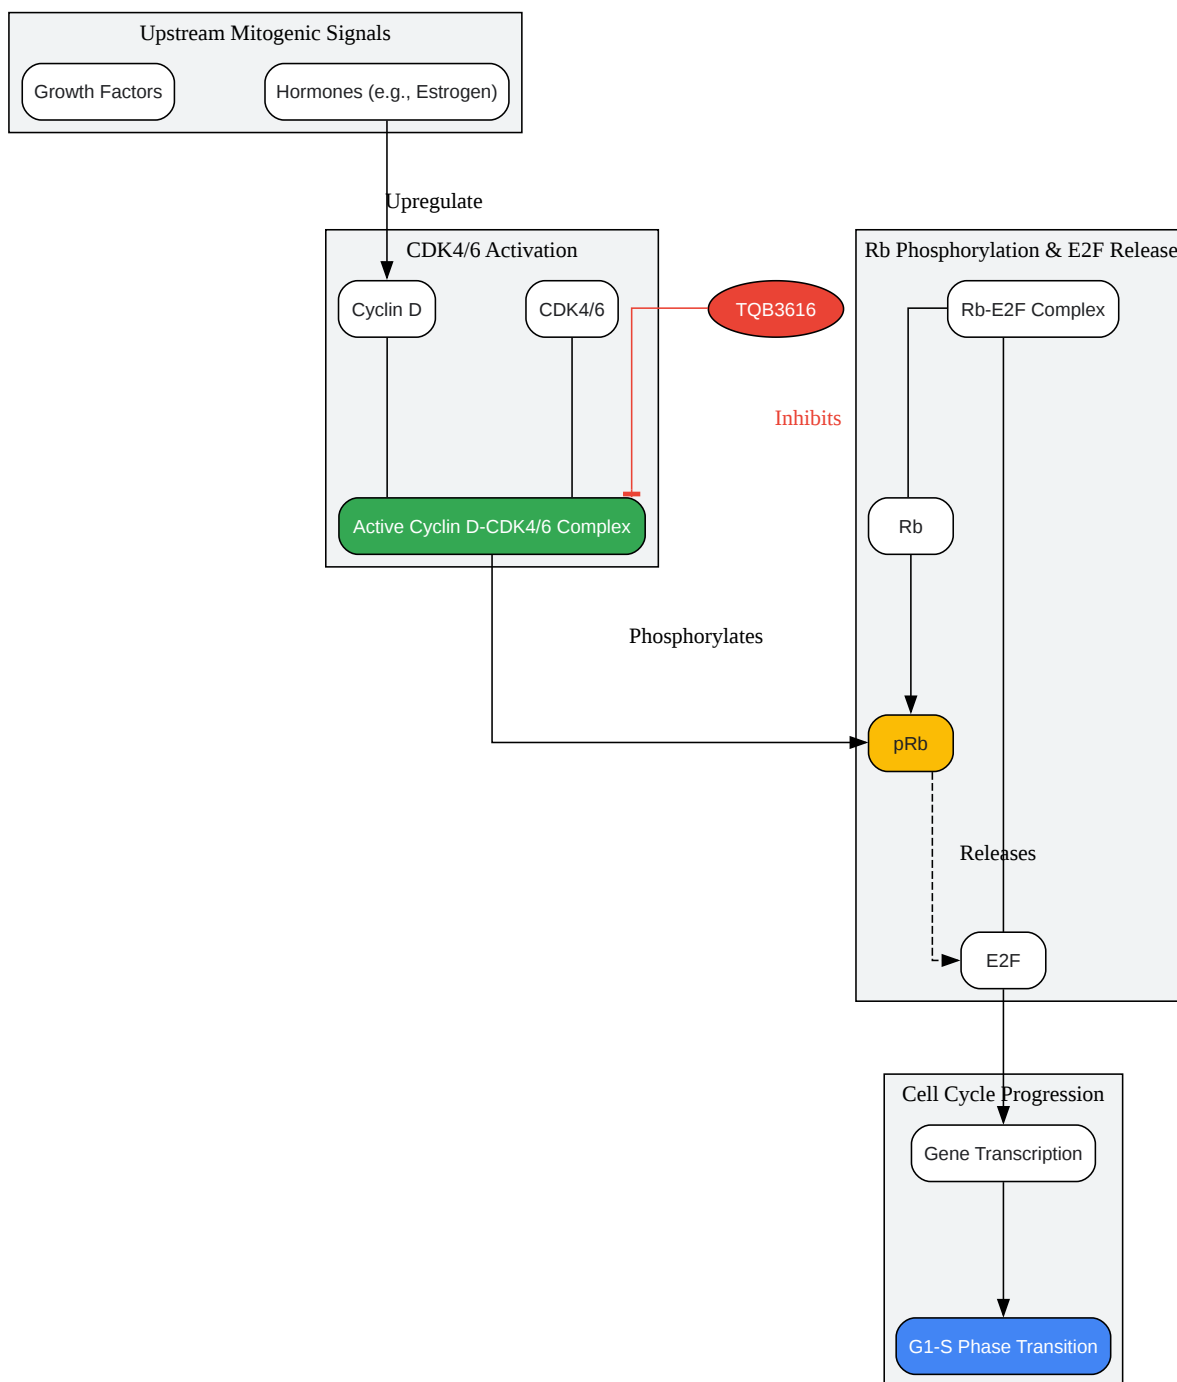 Upstream Mitogenic Signals
Growth Factors
Hormones (e.g., Estrogen)
Upregulate
CDK4/6 Activation
Cyclin D
CDK4/6
TQB3616
Inhibits
Active Cyclin D-CDK4/6 Complex
Phosphorylates
Rb Phosphorylation & E2F Release
Rb-E2F Complex
Rb
pRb
Releases
E2F
Cell Cycle Progression
Gene Transcription
G1-S Phase Transition